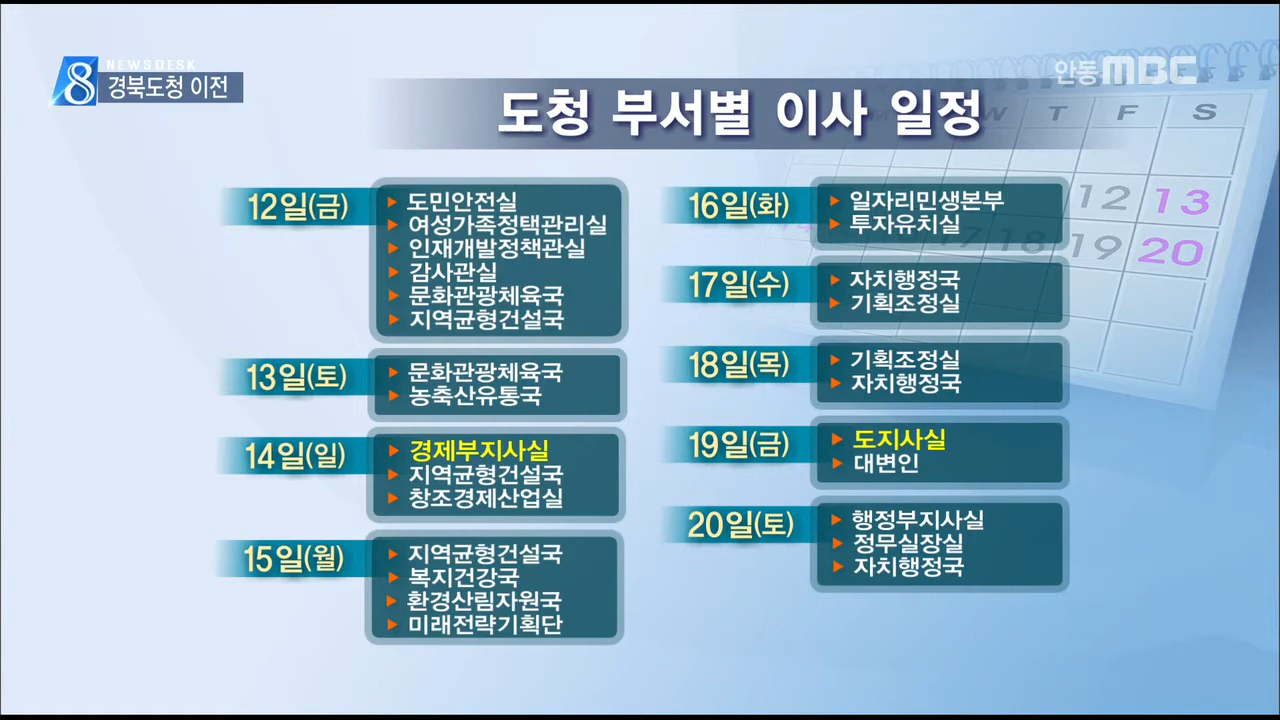 NEWSDESK
8 경북도청 이전
안동MBC
도청 부서별 이사 일정
12일(금)
도민안전실
여성가족정택관리실
인재개발정책관실
감사관실
문화관광체육국
지역균형건설국
13일(토)
문화관광체육국
농축산유통국
14일(일)
경제부지사실
지역균형건설국
창조경제산업실
15일(월)
지역균형건설국
복지건강국
환경산림자원국
미래전략기획단
16일(화)
일자리민생본부
투자유치실
17일(수)
자치행정국
기획조정실
18일(목)
기획조정실
자치행정국
19일(금)
도지사실
대변인
20일(토)
행정부지사실
정무실장실
자치행정국
W T F S
12 13
17 18 19 20